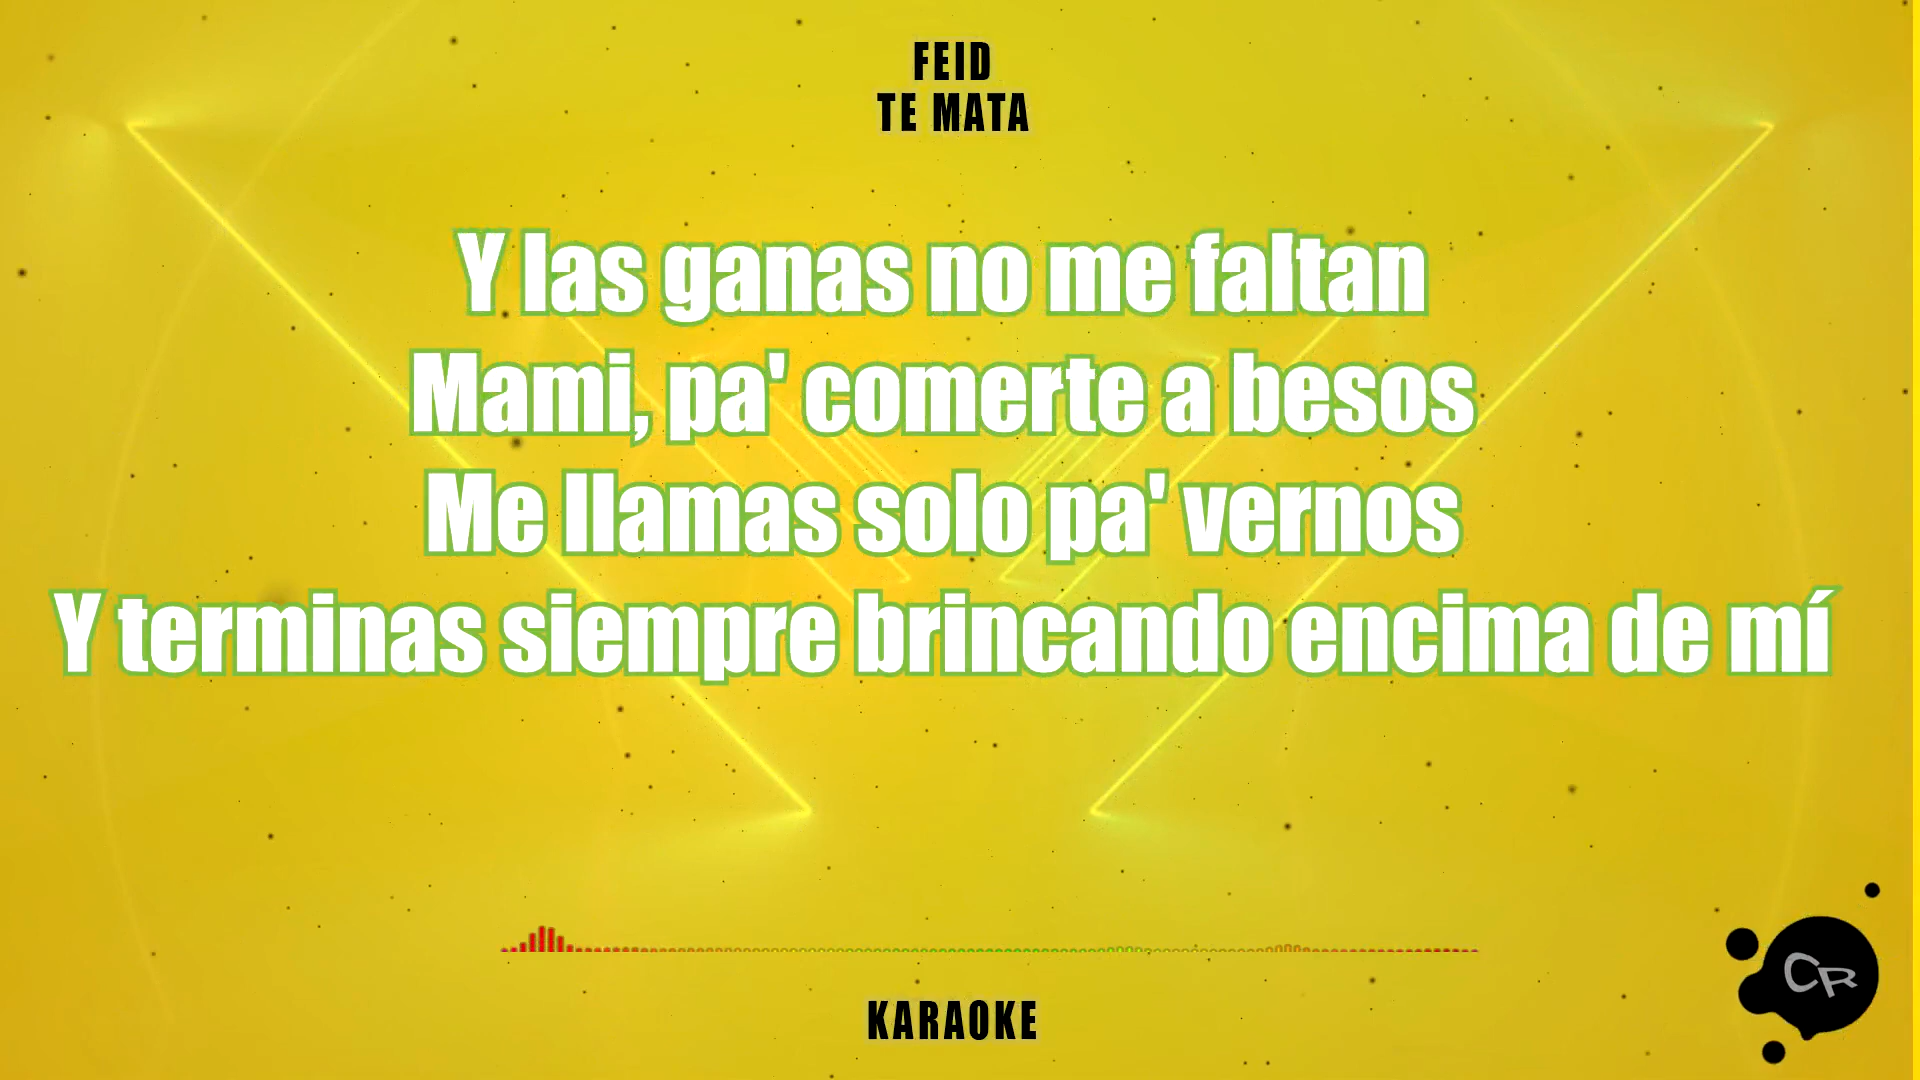 FEID
TE MATA
Y las ganas no me faltan
Mami, pa' comerte a besos
Me llamas solo pa' vernos
Y terminas siempre brincando encima de mí
KARAOKE
CR